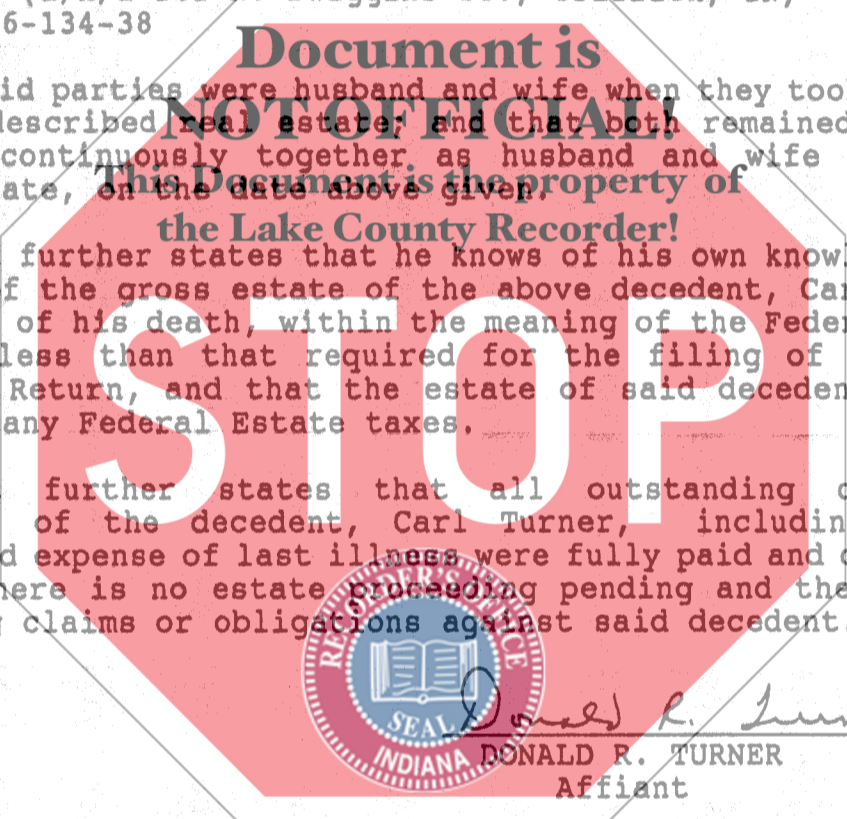 6-134-38
Document is
NOT OFFICIAL!
This Document is the property of
the Lake County Recorder!
id parties were husband and wife when they too
described real estate; and that both remained
continuously together as husband and wife
ate, on the date above given.
further states that he knows of his own know
f the gross estate of the above decedent, Ca
of his death, within the meaning of the Feder
less than that required for the filing of
Return, and that the estate of said deceden
any Federal Estate taxes.
STOP
further states that all outstanding
of the decedent, Carl Turner, includin
d expense of last illness were fully paid and
here is no estate proceeding pending and the
claims or obligations against said decedent.
RECORDER'S OFFICE
SEAL
INDIANA
Donald R.
DONALD R. TURNER
Affiant